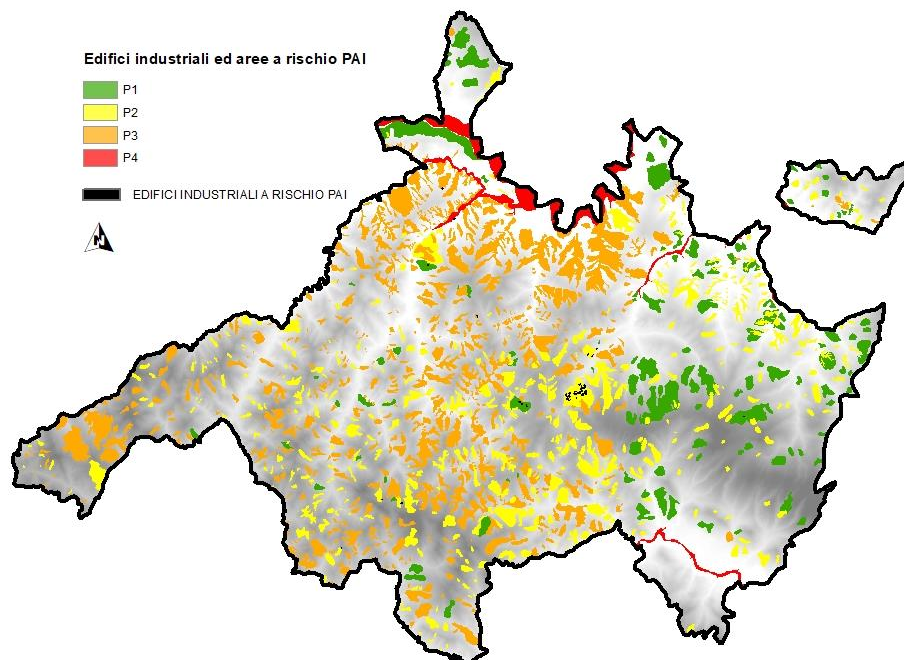 Edifici industriali ed aree a rischio PAI
P1
P2
P3
P4
EDIFICI INDUSTRIALI A RISCHIO PAI
N